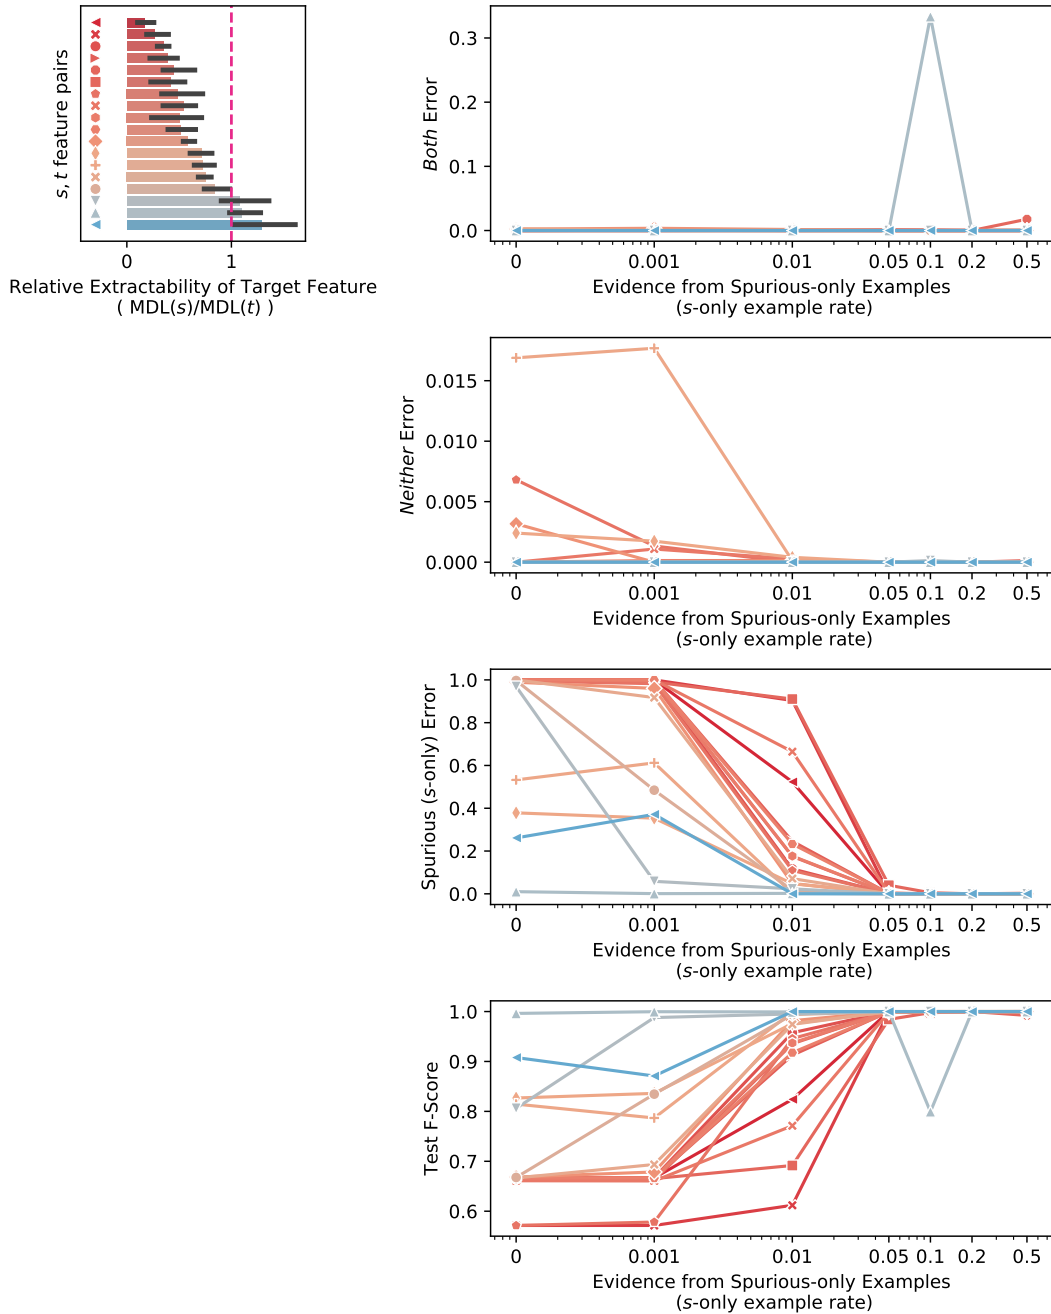 s, t feature pairs
0 1
Relative Extractability of Target Feature
( MDL(s)/MDL(t) )
Both Error
0.3
0.2
0.1
0.0
0 0.001 0.01 0.05 0.1 0.2 0.5
Evidence from Spurious-only Examples
(s-only example rate)
Neither Error
0.015
0.010
0.005
0.000
0 0.001 0.01 0.05 0.1 0.2 0.5
Evidence from Spurious-only Examples
(s-only example rate)
Spurious (s-only) Error
1.0
0.8
0.6
0.4
0.2
0.0
0 0.001 0.01 0.05 0.1 0.2 0.5
Evidence from Spurious-only Examples
(s-only example rate)
Test F-Score
1.0
0.9
0.8
0.7
0.6
0 0.001 0.01 0.05 0.1 0.2 0.5
Evidence from Spurious-only Examples
(s-only example rate)